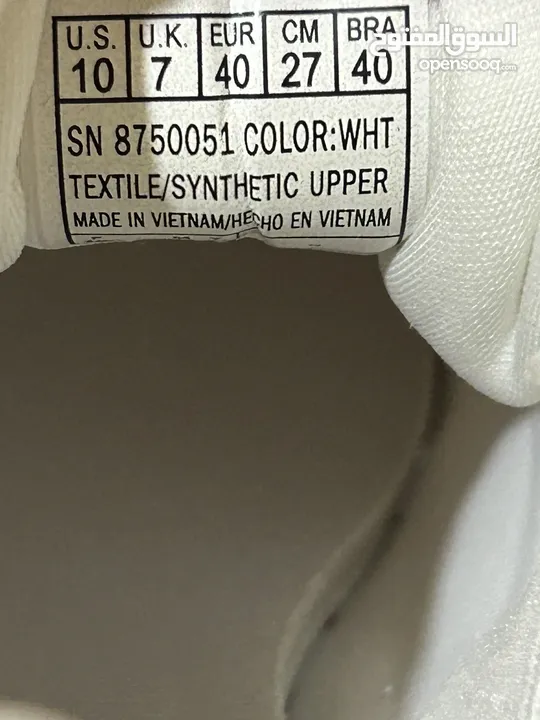 السوق المفتوح
opensooq.com
U.S. U.K. EUR CM BRA
10 7 40 27 40
SN 8750051 COLOR:WHT
TEXTILE/SYNTHETIC UPPER
MADE IN VIETNAM/HECHO EN VIETNAM